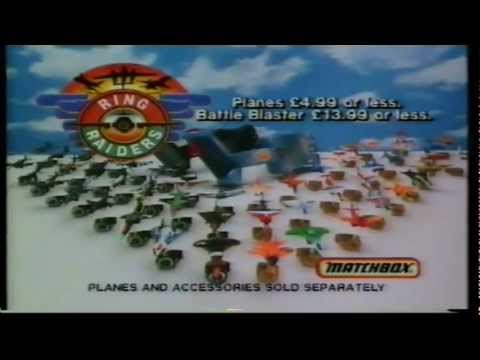 RING
RAIDERS
Planes £4.99 or less.
Battle Blaster £13.99 or less.
MATCHBOX
PLANES AND ACCESSORIES SOLD SEPARATELY